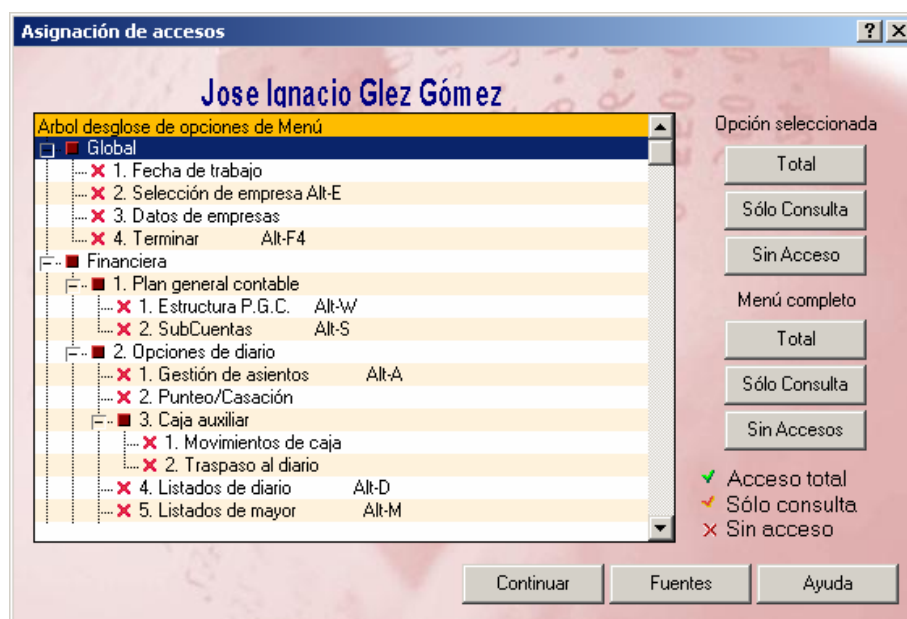 Asignación de accesos
Jose Ignacio Glez Gómez
Arbol desglose de opciones de Menú
Global
1. Fecha de trabajo
2. Selección de empresa Alt-E
3. Datos de empresas
4. Terminar Alt-F4
Financiera
1. Plan general contable
1. Estructura P.G.C. Alt-W
2. SubCuentas Alt-S
2. Opciones de diario
1. Gestión de asientos Alt-A
2. Punteo/Casación
3. Caja auxiliar
1. Movimientos de caja
2. Traspaso al diario
4. Listados de diario Alt-D
5. Listados de mayor Alt-M
Opción seleccionada
Total
Sólo Consulta
Sin Acceso
Menú completo
Total
Sólo Consulta
Sin Accesos
Acceso total
Sólo consulta
Sin acceso
Continuar
Fuentes
Ayuda